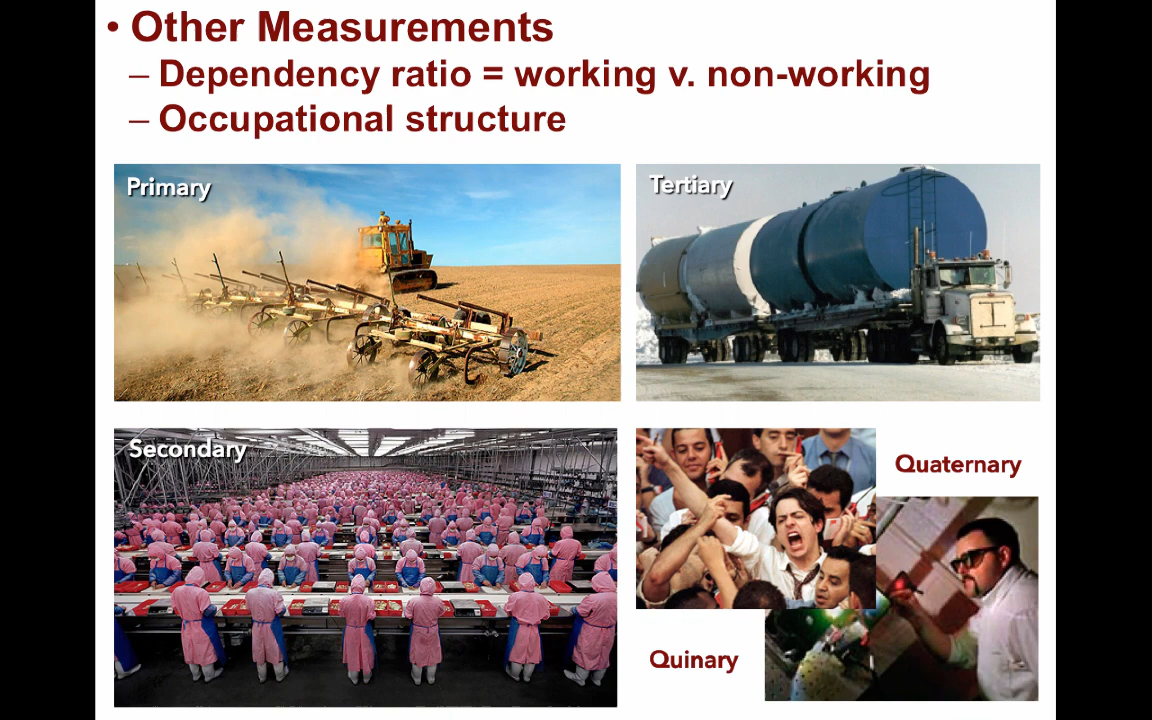 • Other Measurements
– Dependency ratio = working v. non-working
– Occupational structure
Primary
Tertiary
Secondary
Quaternary
Quinary